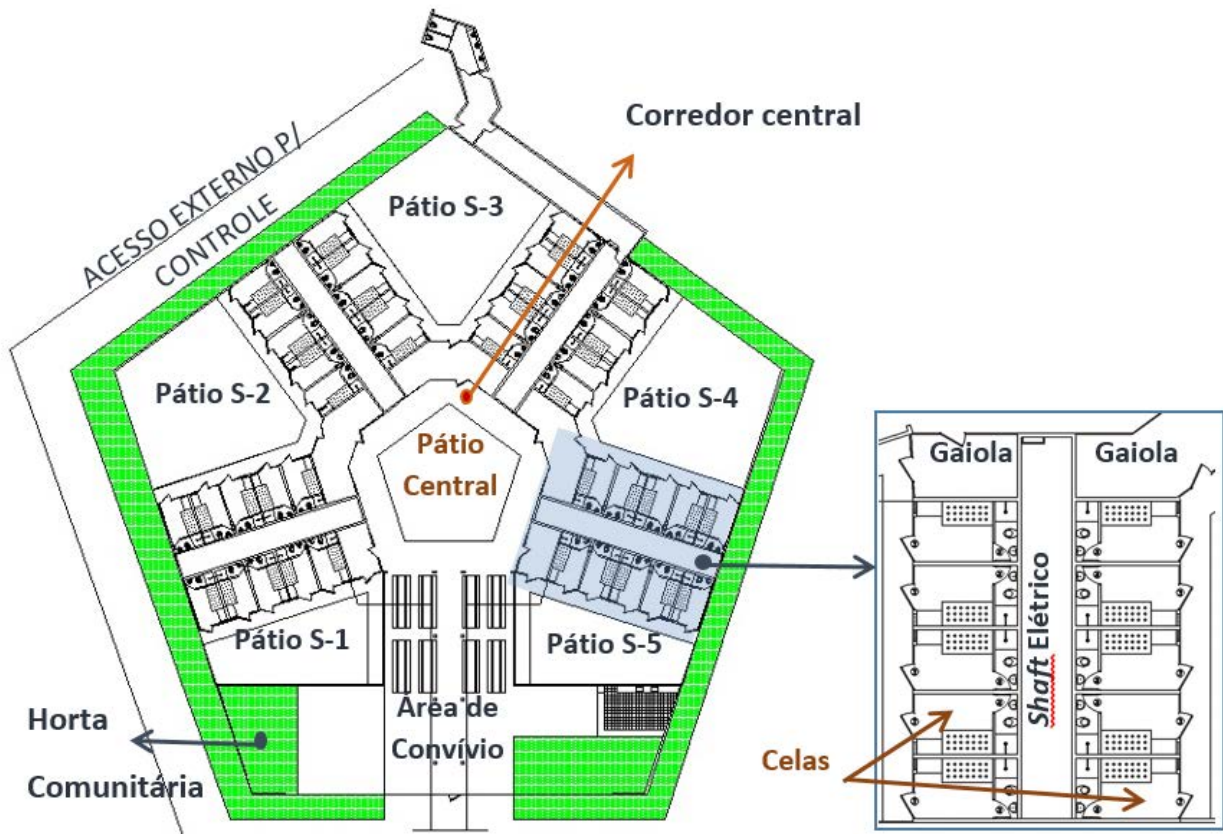 Corredor central
ACESSO EXTERNO P/
CONTROLE
Pátio S-3
Pátio S-2
Pátio S-4
Pátio
Central
Pátio S-1
Pátio S-5
Área de
Convívio
Horta
Comunitária
Gaiola
Gaiola
Shaft Elétrico
Celas